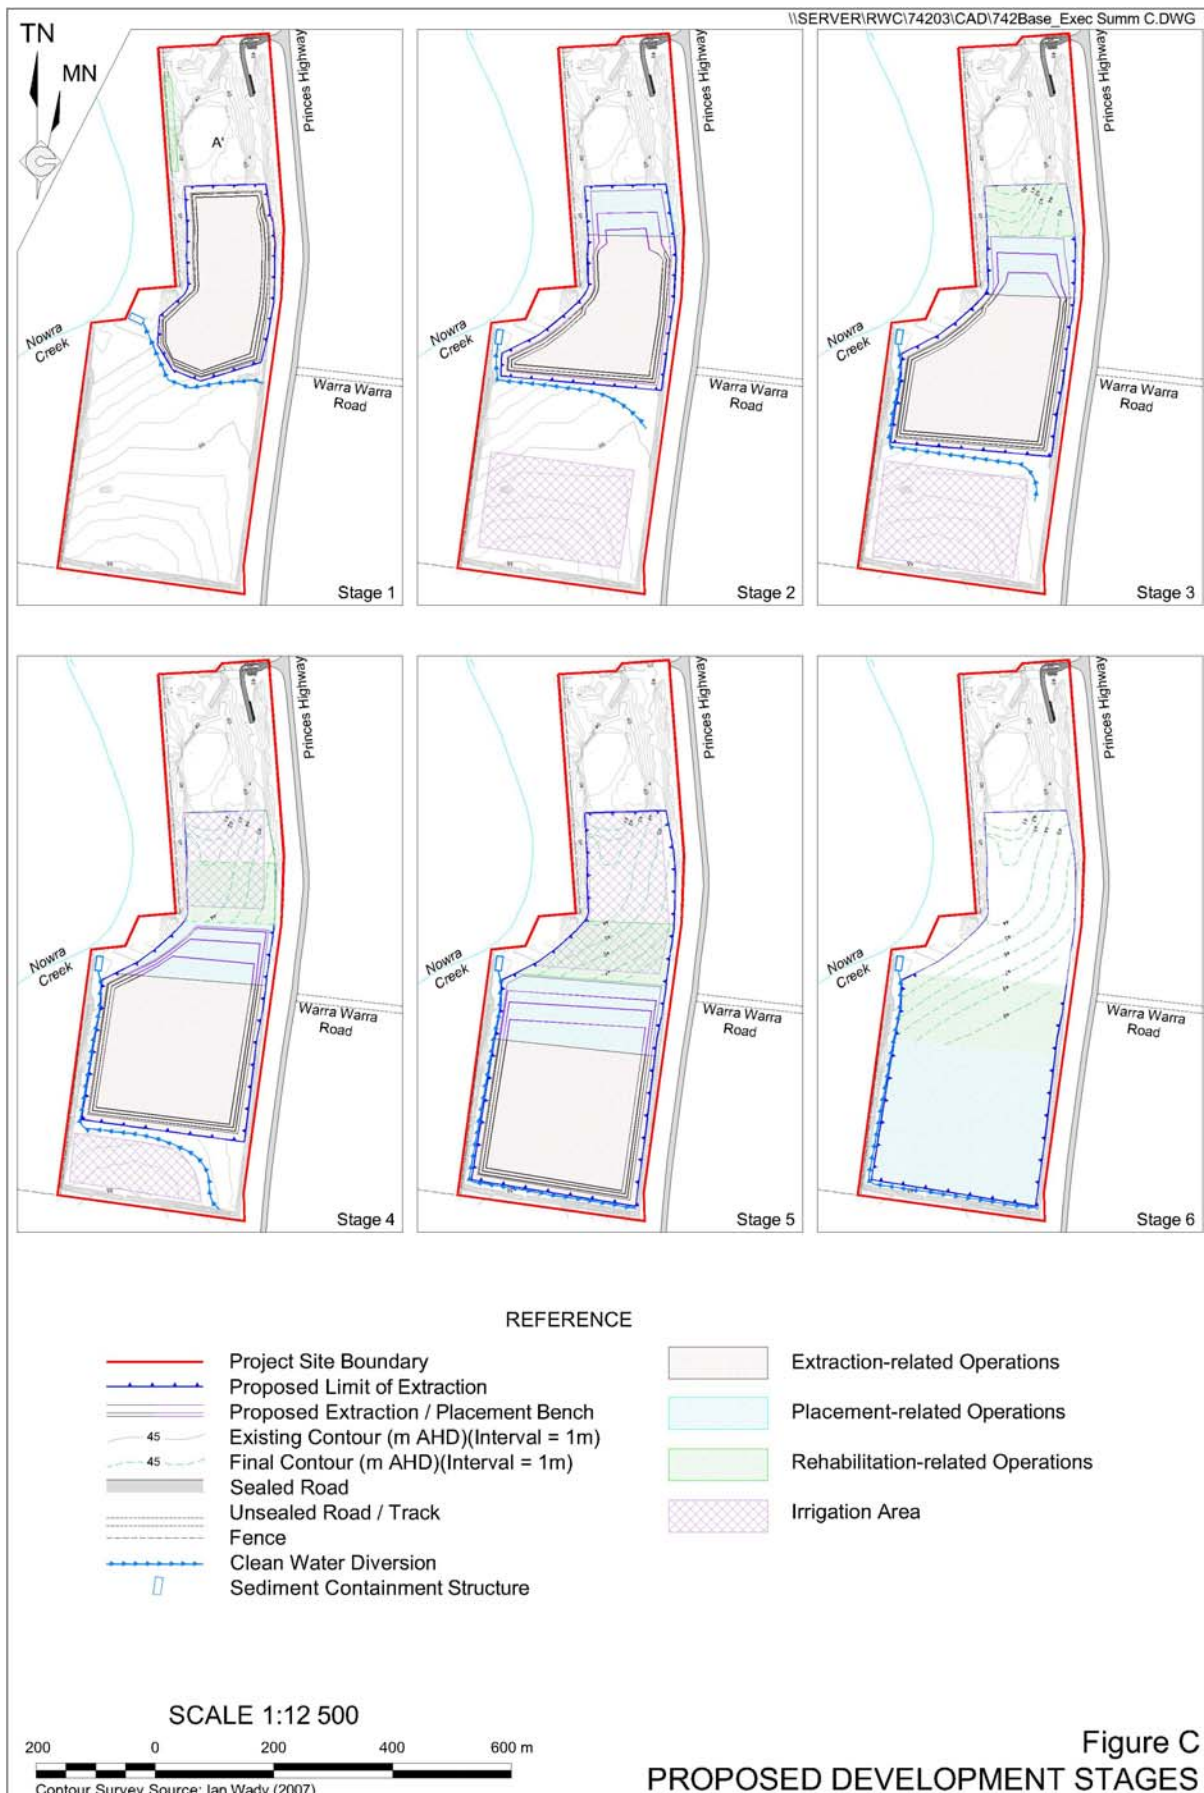 \\SERVER\RWC\74203\CAD\742Base_Exec Summ C.DWG
TN
MN
Princes Highway
A'
Nowra
Creek
Warra Warra
Road
Stage 1
Princes Highway
Nowra
Creek
Warra Warra
Road
Stage 2
Princes Highway
Nowra
Creek
Warra Warra
Road
Stage 3
Princes Highway
Nowra
Creek
Warra Warra
Road
Stage 4
Princes Highway
Nowra
Creek
Warra Warra
Road
Stage 5
Princes Highway
Nowra
Creek
Warra Warra
Road
Stage 6
REFERENCE
Project Site Boundary
Proposed Limit of Extraction
Proposed Extraction / Placement Bench
45 Existing Contour (m AHD)(Interval = 1m)
45 Final Contour (m AHD)(Interval = 1m)
Sealed Road
Unsealed Road / Track
Fence
Clean Water Diversion
Sediment Containment Structure
Extraction-related Operations
Placement-related Operations
Rehabilitation-related Operations
Irrigation Area
SCALE 1:12 500
200 0 200 400 600 m
Contour Survey Source: Ian Wady (2007)
Figure C
PROPOSED DEVELOPMENT STAGES